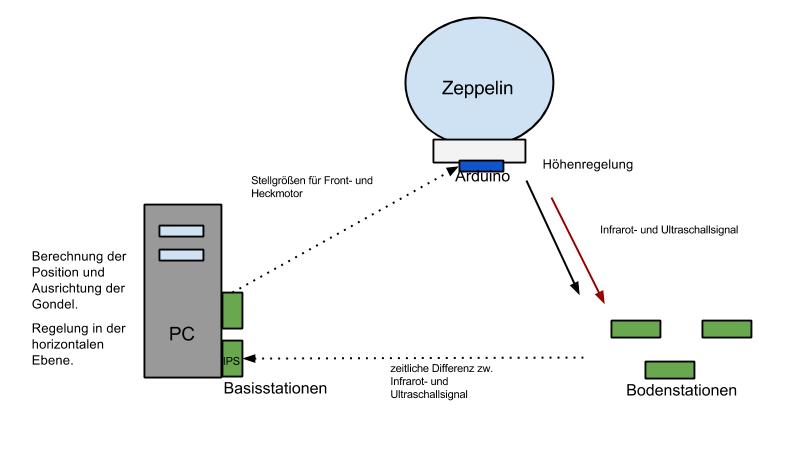 Zeppelin
Arduino
Höhenregelung
Stellgrößen für Front- und
Heckmotor
Infrarot- und Ultraschallsignal
Berechnung der
Position und
Ausrichtung der
Gondel.
Regelung in der
horizontalen
Ebene.
PC
IPS
Basisstationen
zeitliche Differenz zw.
Infrarot- und
Ultraschallsignal
Bodenstationen